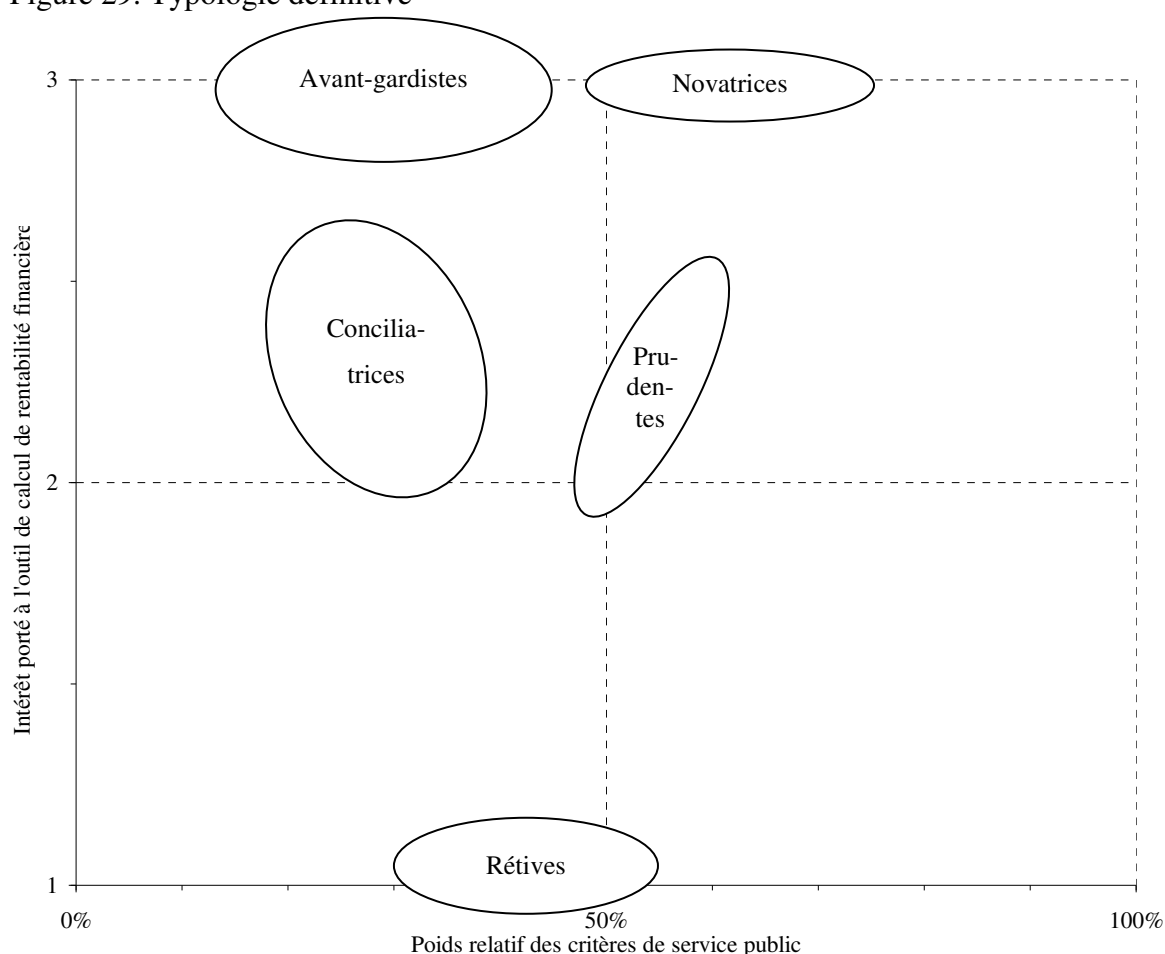 Figure 29: Typologie définitive
3
Avant-gardistes
Novatrices
Intérêt porté à l'outil de calcul de rentabilité financière
Concilia-
trices
Pru-
den-
tes
2
Rétives
1
0%
50%
100%
Poids relatif des critères de service public